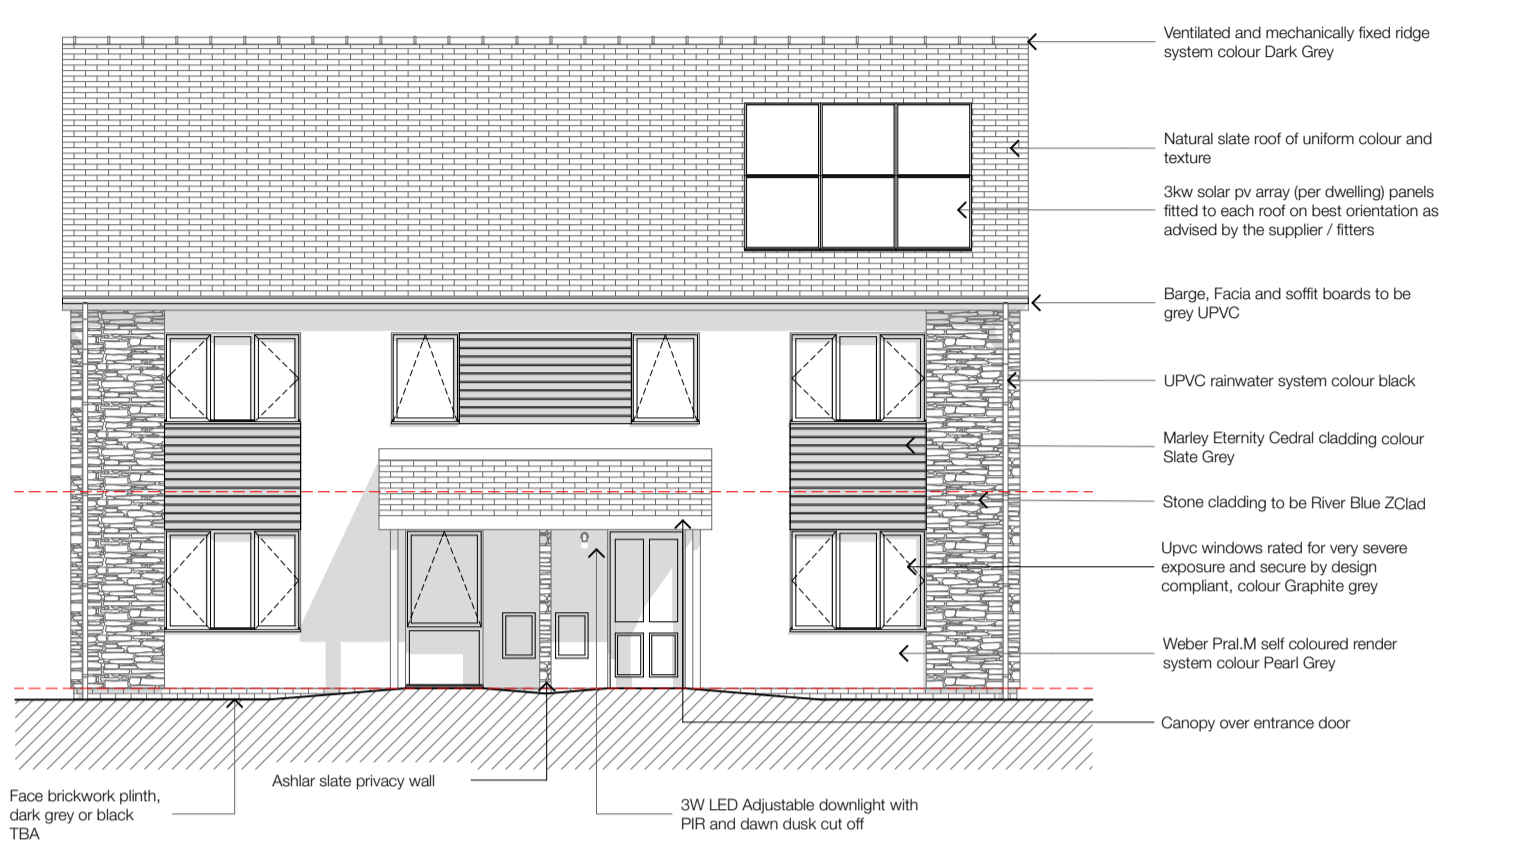 Ventilated and mechanically fixed ridge
system colour Dark Grey
Natural slate roof of uniform colour and
texture
3kw solar pv array (per dwelling) panels
fitted to each roof on best orientation as
advised by the supplier / fitters
Barge, Facia and soffit boards to be
grey UPVC
UPVC rainwater system colour black
Marley Eternity Cedral cladding colour
Slate Grey
Stone cladding to be River Blue ZClad
Upvc windows rated for very severe
exposure and secure by design
compliant, colour Graphite grey
Weber Pral.M self coloured render
system colour Pearl Grey
Canopy over entrance door
Ashlar slate privacy wall
Face brickwork plinth,
dark grey or black
TBA
3W LED Adjustable downlight with
PIR and dawn dusk cut off